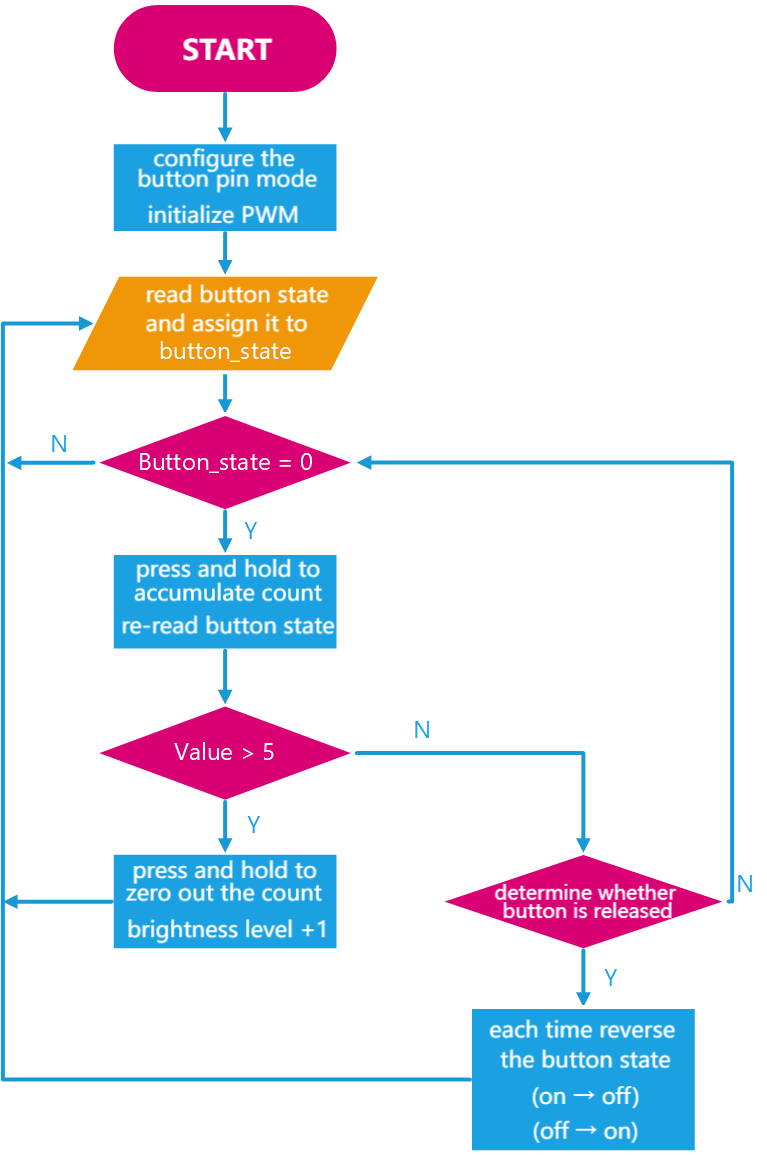 START
configure the
button pin mode
initialize PWM
read button state
and assign it to
button_state
N
Button_state = 0
Y
press and hold to
accumulate count
re-read button state
N
Value > 5
Y
press and hold to
zero out the count
brightness level +1
determine whether
button is released
N
Y
each time reverse
the button state
(on → off)
(off → on)